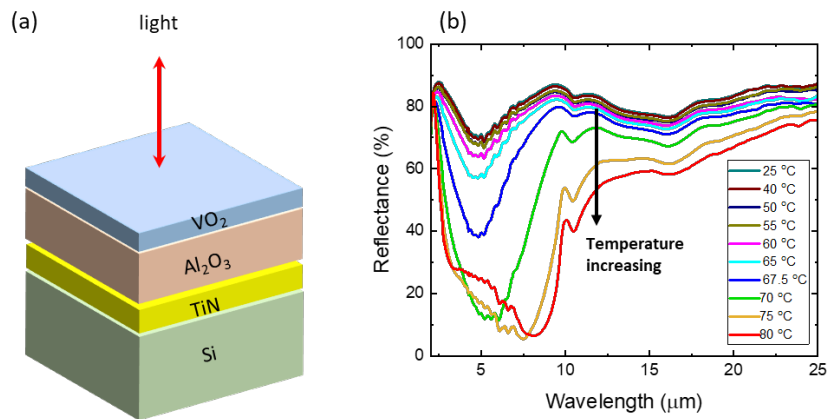 (a)
light
VO₂
Al₂O₃
TiN
Si
(b)
100
80
60
40
20
0
Reflectance (%)
5
10
15
20
25
Wavelength (μm)
Temperature
increasing
25 °C
40 °C
50 °C
55 °C
60 °C
65 °C
67.5 °C
70 °C
75 °C
80 °C